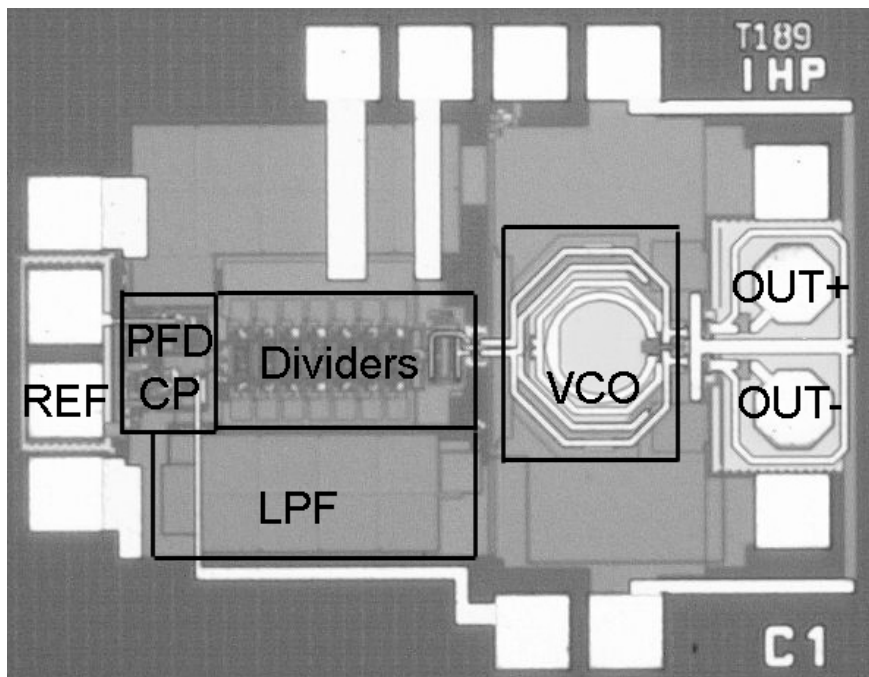 T189
IHP
OUT+
PFD
Dividers
REF
CP
VCO
OUT-
LPF
C1